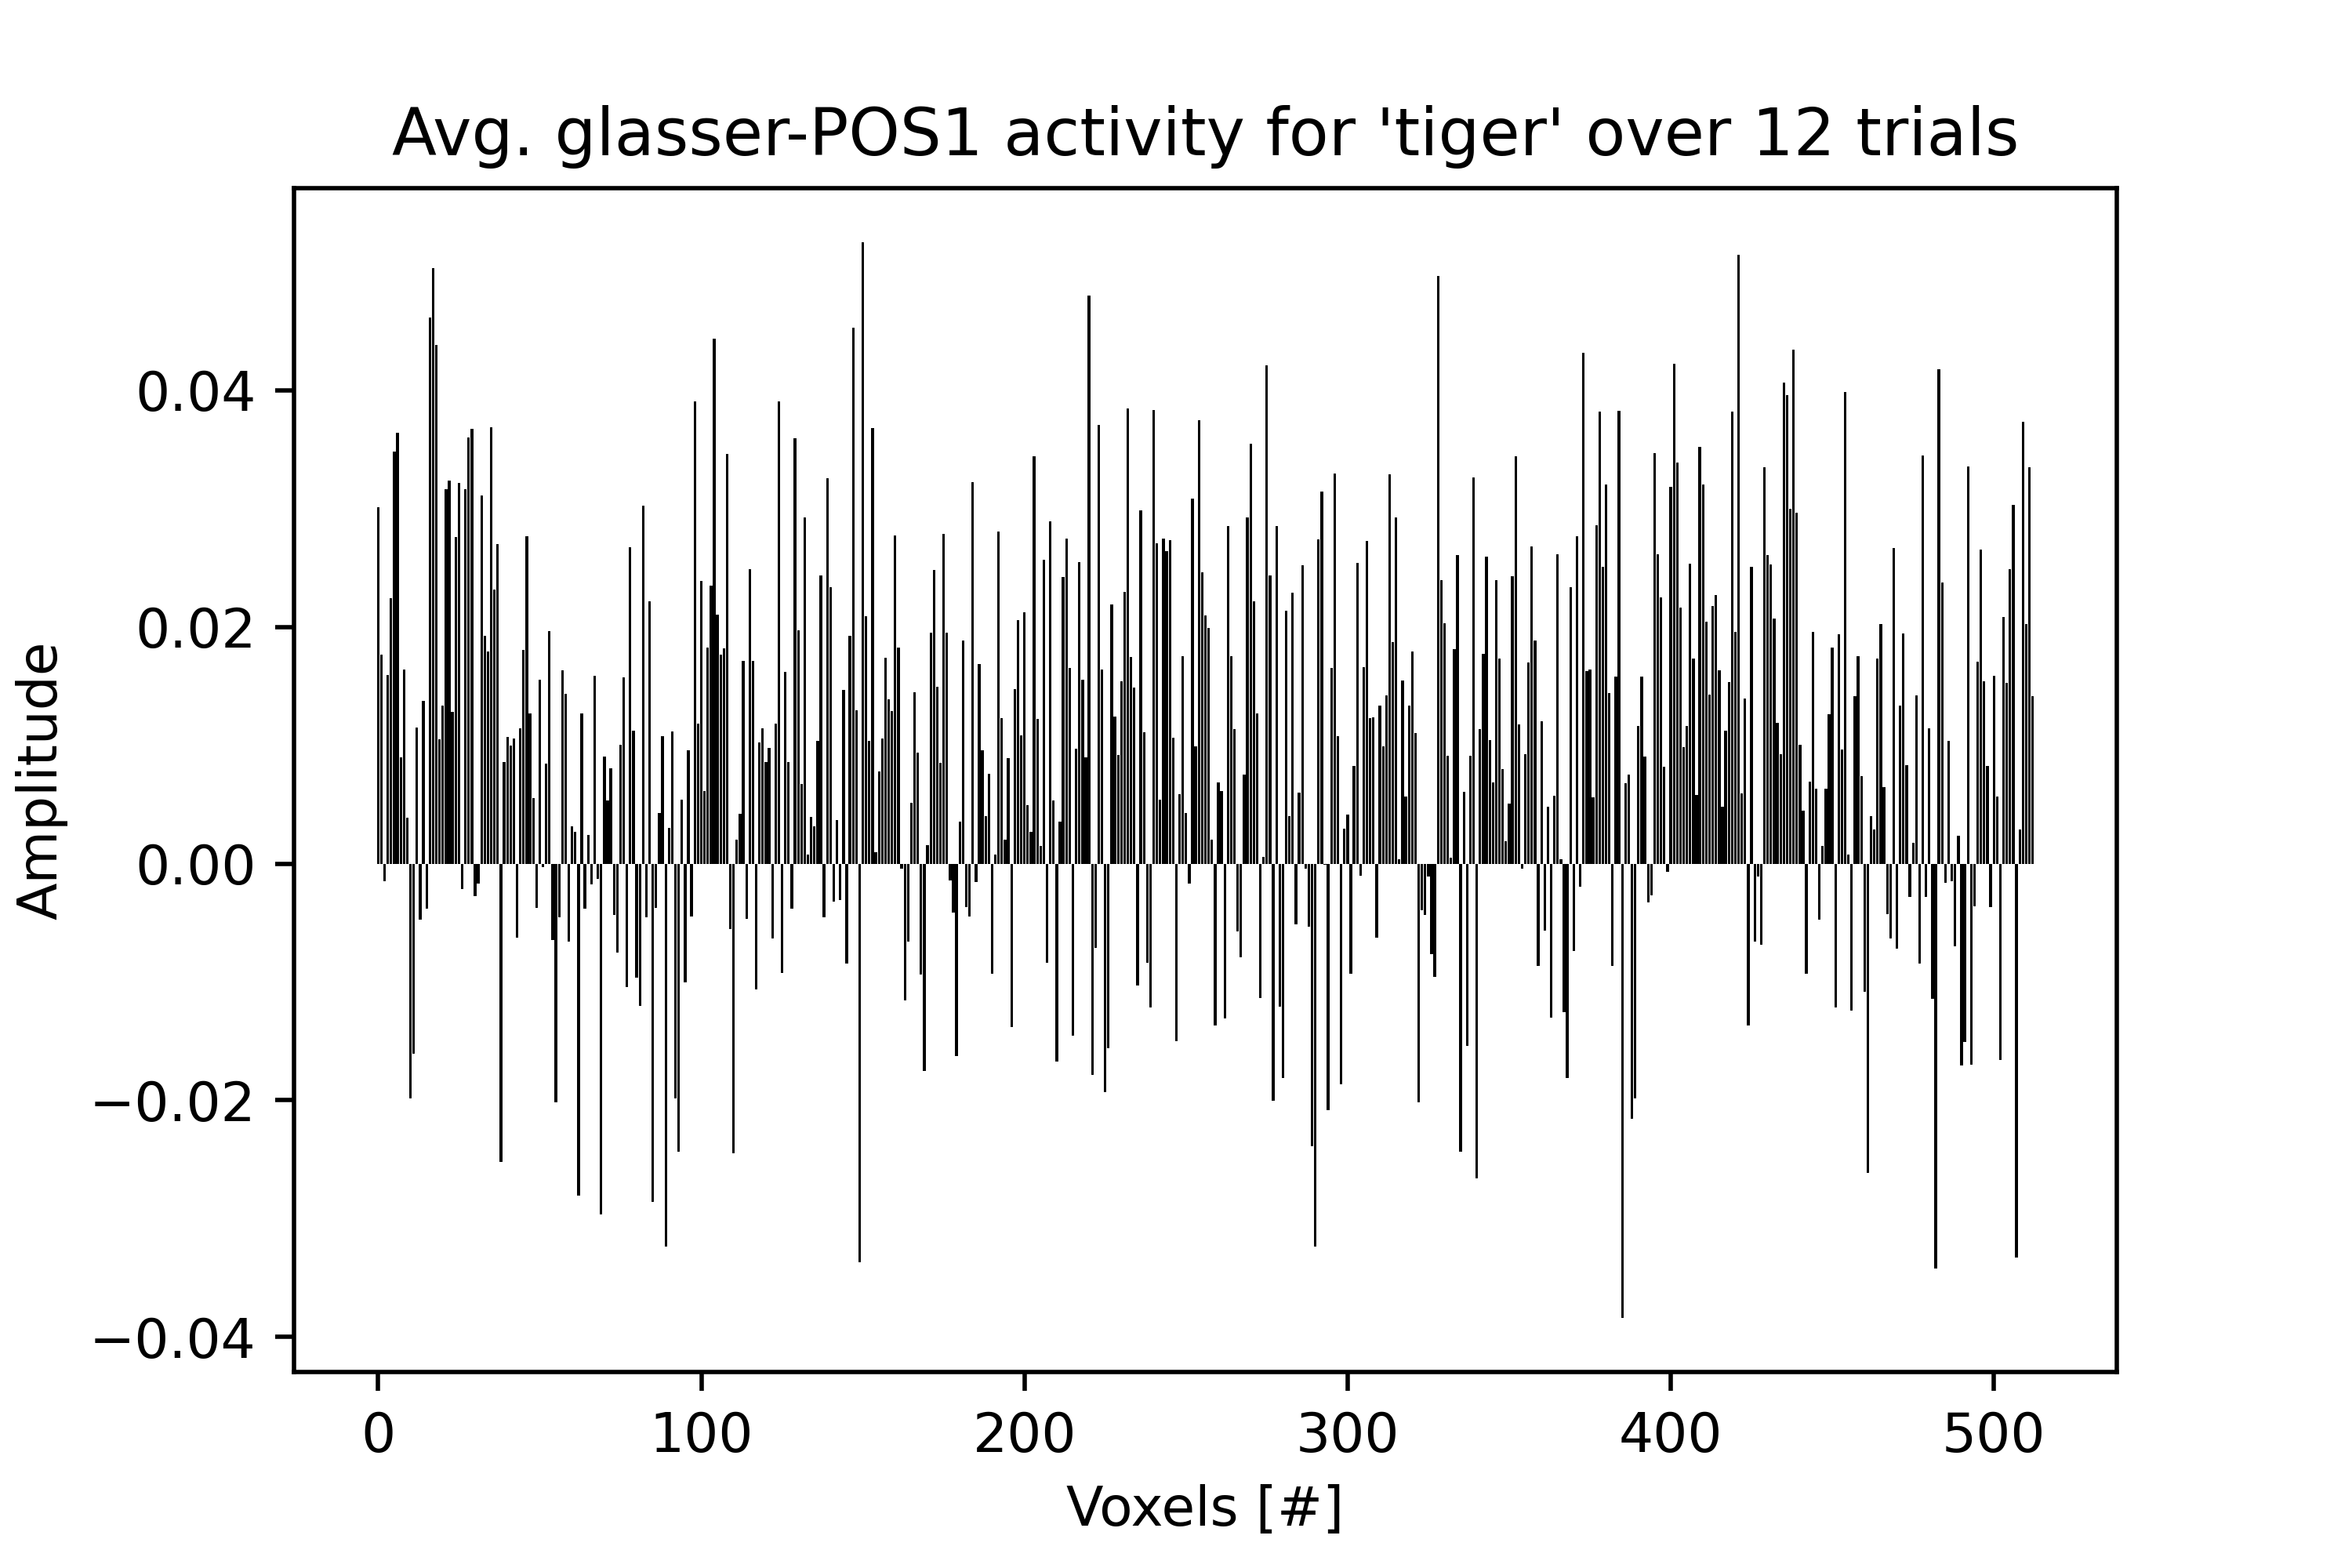 Avg. glasser-POS1 activity for 'tiger' over 12 trials
Amplitude
0.04
0.02
0.00
−0.02
−0.04
0 100 200 300 400 500
Voxels [#]